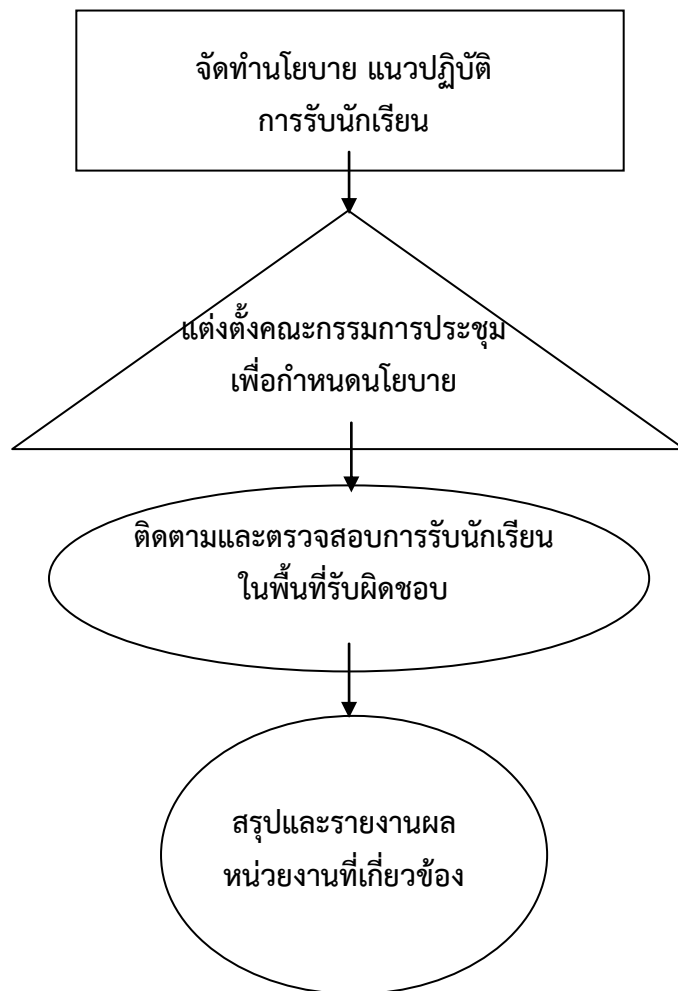 จัดทำนโยบาย แนวปฏิบัติ
การรับนักเรียน
แต่งตั้งคณะกรรมการประชุม
เพื่อกำหนดนโยบาย
ติดตามและตรวจสอบการรับนักเรียน
ในพื้นที่รับผิดชอบ
สรุปและรายงานผล
หน่วยงานที่เกี่ยวข้อง